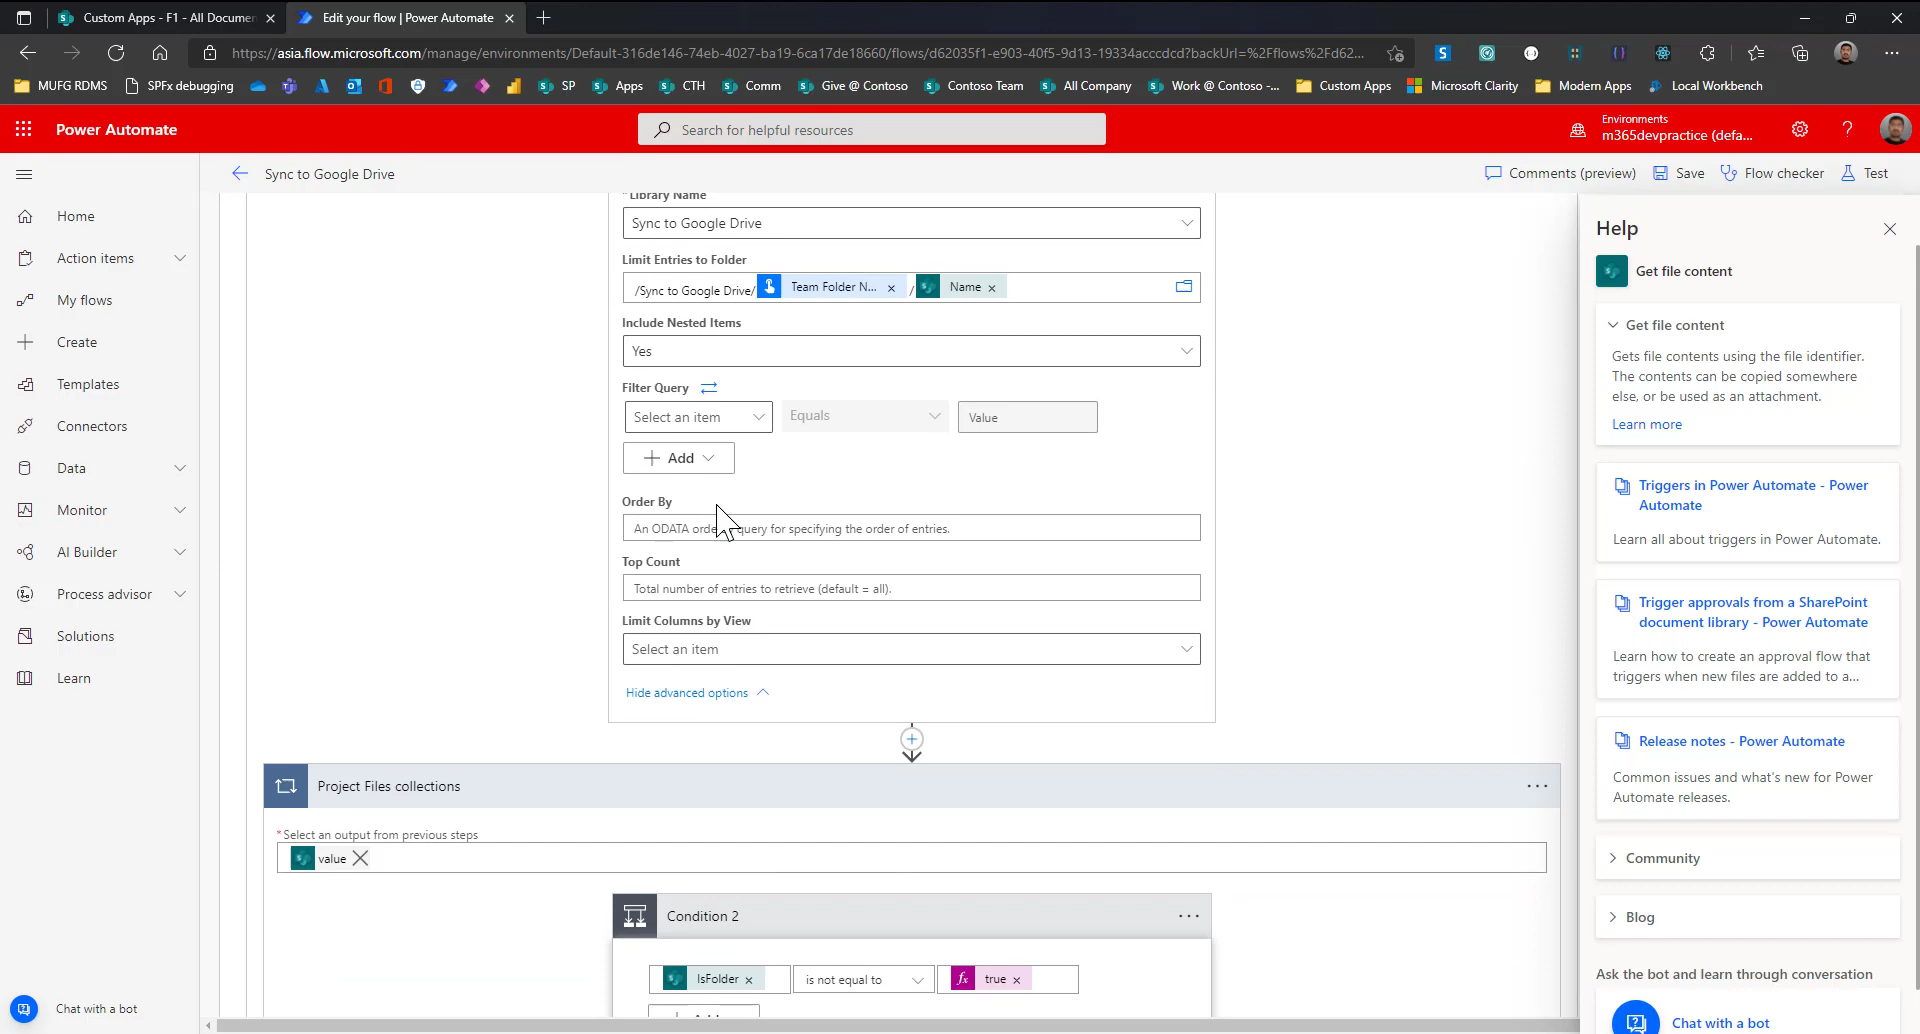 Custom Apps - F1 - All Documen
Edit your flow | Power Automate
https://asia.flow.microsoft.com/manage/environments/Default-316de146-74eb-4027-ba19-6ca17de18660/flows/d62035f1-e903-40f5-9d13-19334acccdcd?backUrl=%2Fflows%2Fd62...
MUFG RDMS
SPFx debugging
SP
Apps
CTH
Comm
Give @ Contoso
Contoso Team
All Company
Work @ Contoso -...
Custom Apps
Microsoft Clarity
Modern Apps
Local Workbench
Power Automate
Search for helpful resources
Environments
m365devpractice (defa...
Sync to Google Drive
Comments (preview)
Save
Flow checker
Test
Home
Action items
My flows
Create
Templates
Connectors
Data
Monitor
AI Builder
Process advisor
Solutions
Learn
Chat with a bot
* Library Name
Sync to Google Drive
Limit Entries to Folder
/Sync to Google Drive/ Team Folder N... × / Name ×
Include Nested Items
Yes
Filter Query
Select an item
Equals
Value
+ Add
Order By
An ODATA orde query for specifying the order of entries.
Top Count
Total number of entries to retrieve (default = all).
Limit Columns by View
Select an item
Hide advanced options
Project Files collections
* Select an output from previous steps
value
Condition 2
IsFolder ×
is not equal to
fx true ×
Help
Get file content
Get file content
Gets file contents using the file identifier.
The contents can be copied somewhere
else, or be used as an attachment.
Learn more
Triggers in Power Automate - Power
Automate
Learn all about triggers in Power Automate.
Trigger approvals from a SharePoint
document library - Power Automate
Learn how to create an approval flow that
triggers when new files are added to a...
Release notes - Power Automate
Common issues and what's new for Power
Automate releases.
Community
Blog
Ask the bot and learn through conversation
Chat with a bot